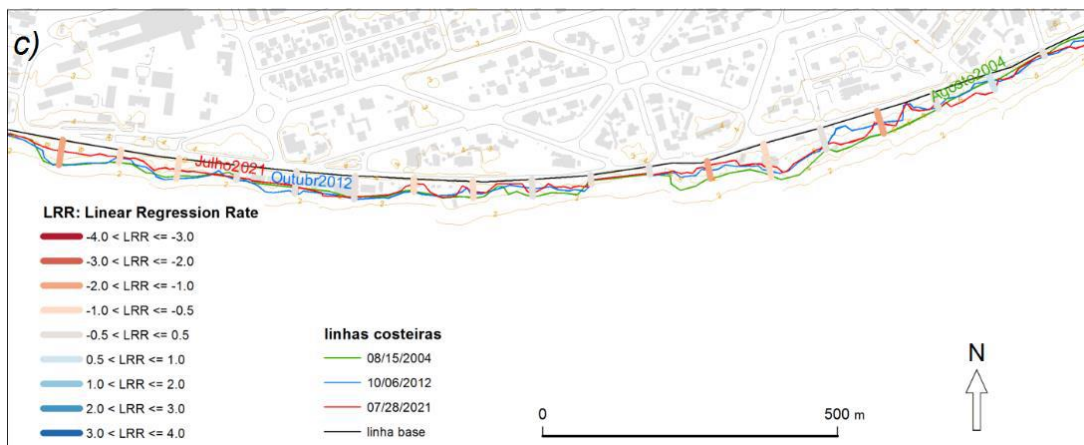 c)
Agosto2004
Julho2021
Outubr2012
LRR: Linear Regression Rate
-4.0 < LRR <= -3.0
-3.0 < LRR <= -2.0
-2.0 < LRR <= -1.0
-1.0 < LRR <= -0.5
-0.5 < LRR <= 0.5
0.5 < LRR <= 1.0
1.0 < LRR <= 2.0
2.0 < LRR <= 3.0
3.0 < LRR <= 4.0
linhas costeiras
08/15/2004
10/06/2012
07/28/2021
linha base
0 500 m
N